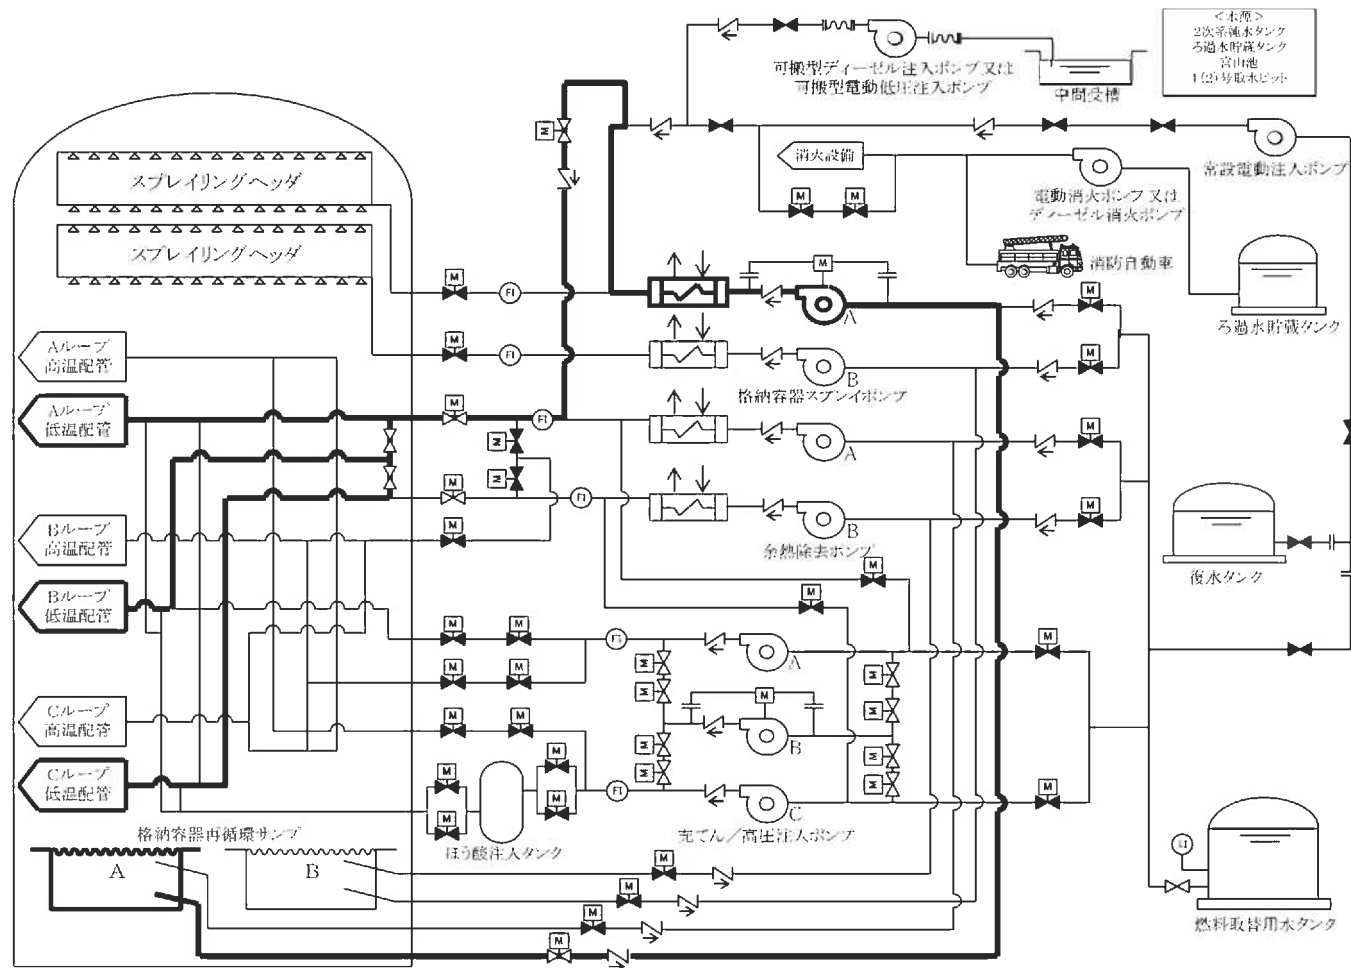 <水源>
2次系純水タンク
ろ過水貯蔵タンク
宮山池
1(2)号取水ピット
可搬型ディーゼル注入ポンプ又は
可搬型電動低圧注入ポンプ
中間受槽
消火設備
常設電動注入ポンプ
電動消火ポンプ又は
ディーゼル消火ポンプ
消防自動車
ろ過水貯蔵タンク
スプレイリングヘッダ
スプレイリングヘッダ
M
M
M
FI
A
M
M
M
FI
B
格納容器スプレイポンプ
Aループ
高温配管
Aループ
低温配管
M
FI
M
M
A
M
FI
B
M
余熱除去ポンプ
復水タンク
Bループ
高温配管
M
Bループ
低温配管
M
M
M
M
FI
A
M
M
M
M
M
M
M
M
M
B
Cループ
高温配管
M
M
M
M
M
M
Cループ
低温配管
M
M
M
M
FI
C
M
ほう酸注入タンク
充てん/高圧注入ポンプ
格納容器再循環サンプ
A
B
M
M
M
M
LI
燃料取替用水タンク